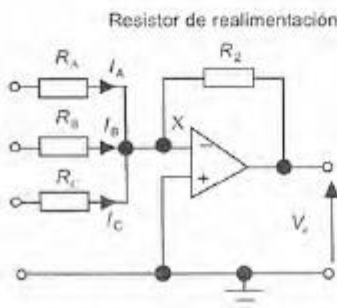 Resistor de realimentación
R_A I_A R_2
R_B I_B X
R_C I_C V_s